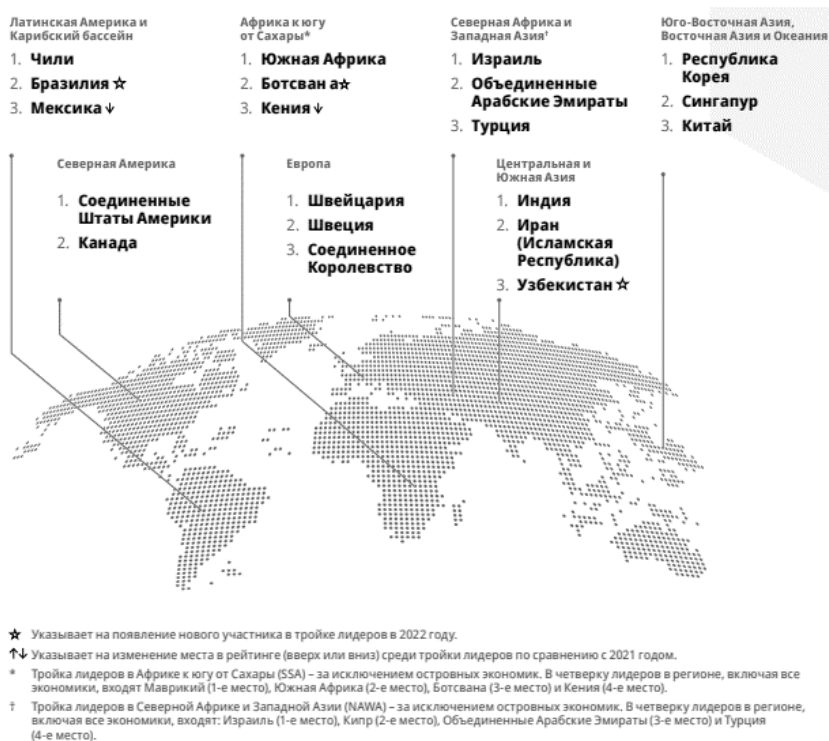 Латинская Америка и
Карибский бассейн
1. Чили
2. Бразилия ☆
3. Мексика ↓
Африка к югу
от Сахары*
1. Южная Африка
2. Ботсван а☆
3. Кения ↓
Северная Африка и
Западная Азия†
1. Израиль
2. Объединенные
Арабские Эмираты
3. Турция
Юго-Восточная Азия,
Восточная Азия и Океания
1. Республика
Корея
2. Сингапур
3. Китай
Северная Америка
1. Соединенные
Штаты Америки
2. Канада
Европа
1. Швейцария
2. Швеция
3. Соединенное
Королевство
Центральная и
Южная Азия
1. Индия
2. Иран
(Исламская
Республика)
3. Узбекистан ☆
☆ Указывает на появление нового участника в тройке лидеров в 2022 году.
↑↓ Указывает на изменение места в рейтинге (вверх или вниз) среди тройки лидеров по сравнению с 2021 годом.
* Тройка лидеров в Африке к югу от Сахары (SSA) – за исключением островных экономик. В четверку лидеров в регионе, включая все
экономики, входят Маврикий (1-е место), Южная Африка (2-е место), Ботсвана (3-е место) и Кения (4-е место).
† Тройка лидеров в Северной Африке и Западной Азии (NAWA) – за исключением островных экономик. В четверку лидеров в регионе,
включая все экономики, входят: Израиль (1-е место), Кипр (2-е место), Объединенные Арабские Эмираты (3-е место) и Турция
(4-е место).